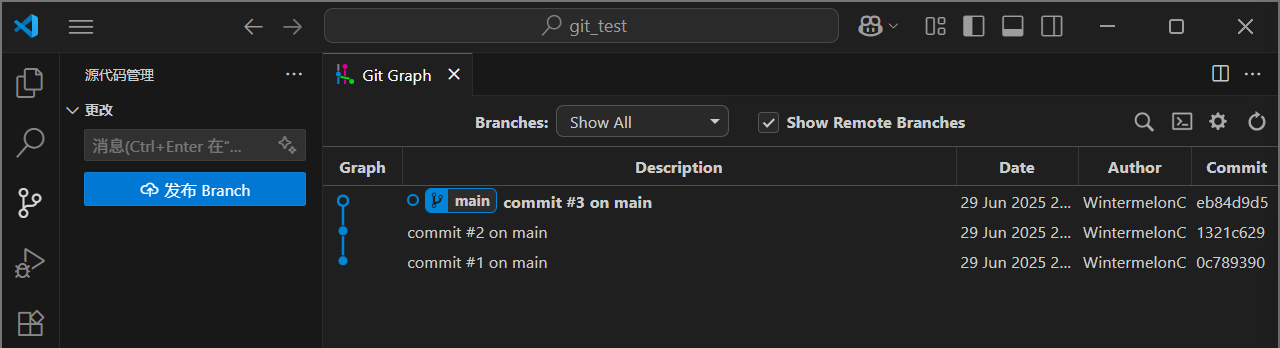 git_test
源代码管理
Git Graph
更改
Branches: Show All Show Remote Branches
消息(Ctrl+Enter 在“...
发布 Branch
Graph Description Date Author Commit
main commit #3 on main 29 Jun 2025 2... WintermelonC eb84d9d5
commit #2 on main 29 Jun 2025 2... WintermelonC 1321c629
commit #1 on main 29 Jun 2025 2... WintermelonC 0c789390